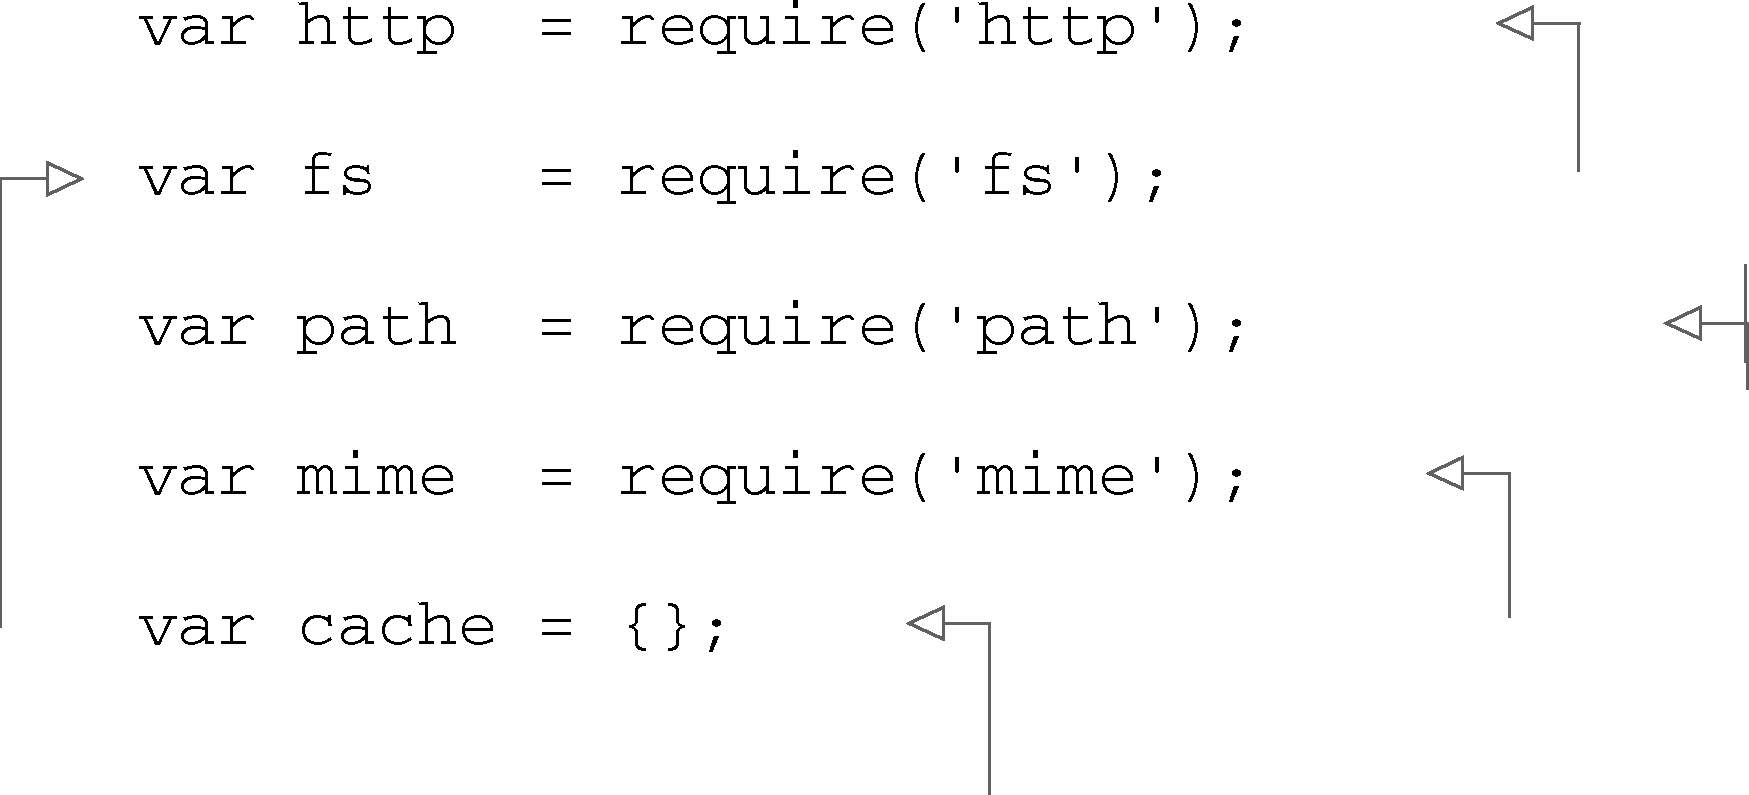 var http  = require('http');
var fs    = require('fs');
var path  = require('path');
var mime  = require('mime');
var cache = {};